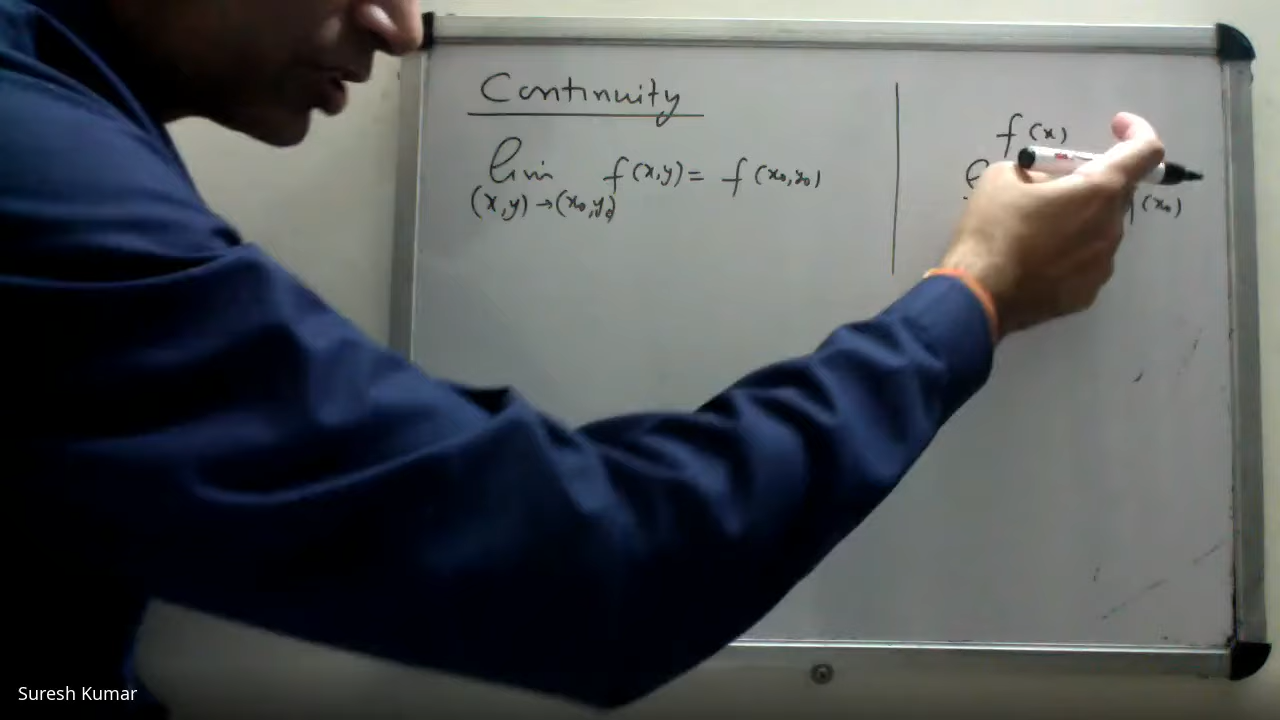 Continuity
lim f(x,y) = f(x₀,y₀)
(x,y)→(x₀,y₀)
f(x)
(x₀)
Suresh Kumar